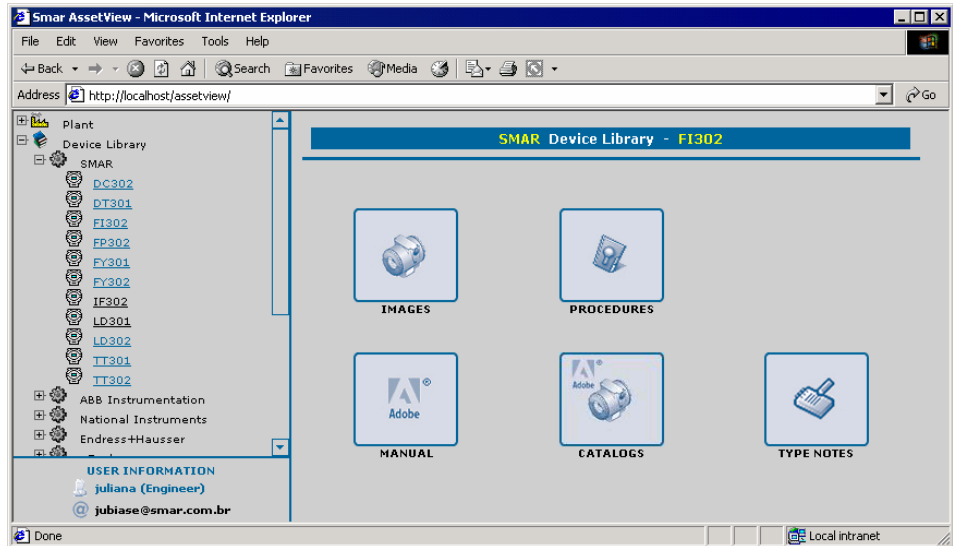 Smar AssetView - Microsoft Internet Explorer
File Edit View Favorites Tools Help
Back Search Favorites Media
Address http://localhost/assetview/ Go
Plant
Device Library
SMAR
DC302
DT301
FI302
FP302
FY301
FY302
IF302
LD301
LD302
TT301
TT302
ABB Instrumentation
National Instruments
Endress+Hausser
USER INFORMATION
juliana (Engineer)
jubiase@smar.com.br
SMAR Device Library - FI302
IMAGES
PROCEDURES
Adobe
MANUAL
Adobe
CATALOGS
TYPE NOTES
Done
Local intranet